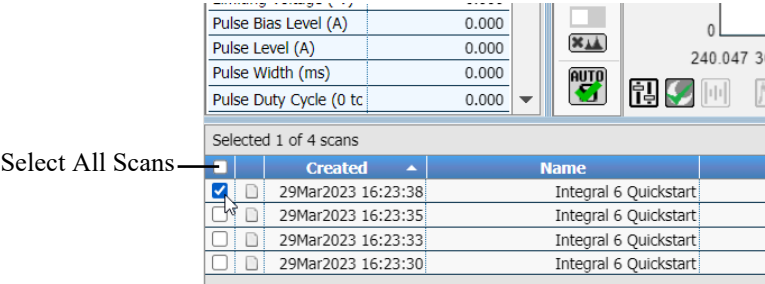 Pulse Bias Level (A) 0.000
Pulse Level (A) 0.000
Pulse Width (ms) 0.000
Pulse Duty Cycle (0 tc 0.000
0
240.047
AUTO
Selected 1 of 4 scans
Select All Scans
Created Name
29Mar2023 16:23:38 Integral 6 Quickstart
29Mar2023 16:23:35 Integral 6 Quickstart
29Mar2023 16:23:33 Integral 6 Quickstart
29Mar2023 16:23:30 Integral 6 Quickstart